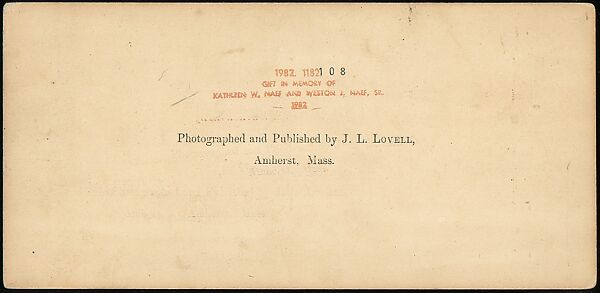 1982. 1182108
GIFT IN MEMORY OF
KATHLEEN W. NAEF AND WESTON J. NAEF, SR.
1982
Photographed and Published by J. L. LOVELL,
Amherst, Mass.